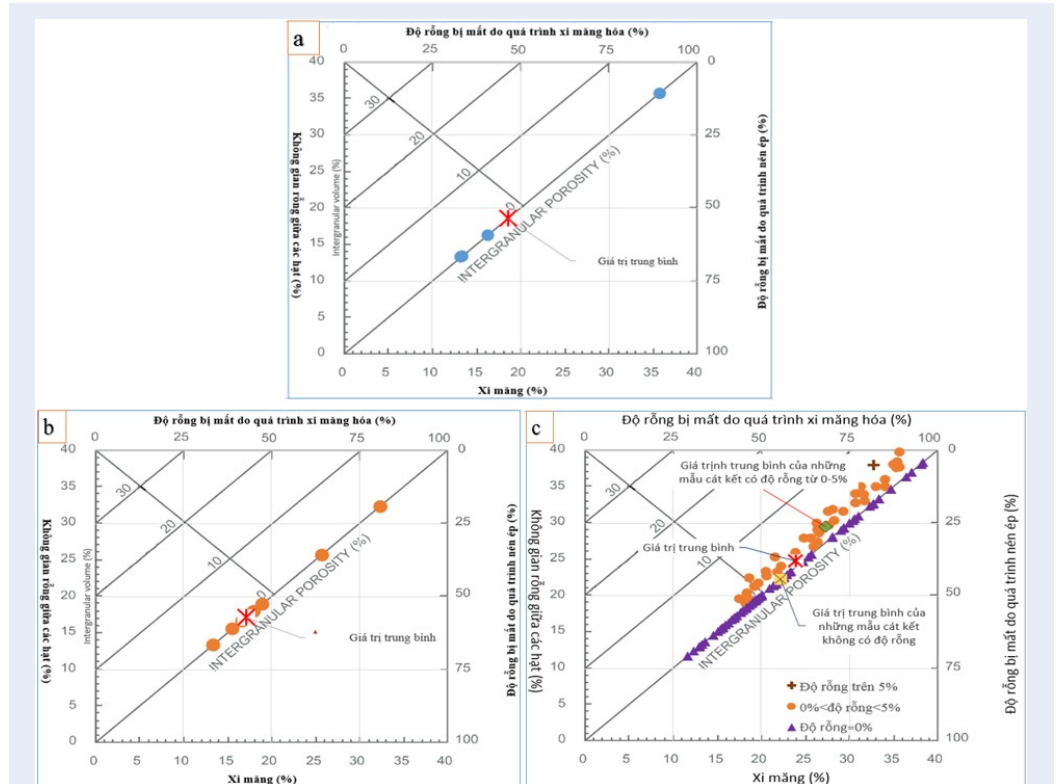 a
Độ rỗng bị mất do quá trình xi măng hóa (%)
0 25 50 75 100
40 0
35
30 25
25
20 50
15
10 75
5
0 100
0 5 10 15 20 25 30 35 40
Xi măng (%)
Không gian rỗng giữa các hạt (%)
Intergranular volume (%)
Độ rỗng bị mất do quá trình nén ép (%)
30
20
10
0
INTERGRANULAR POROSITY (%)
Giá trị trung bình
b
Độ rỗng bị mất do quá trình xi măng hóa (%)
0 25 50 75 100
40 0
35
30 25
25
20 50
15
10 75
5
0 100
0 5 10 15 20 25 30 35 40
Xi măng (%)
Không gian rỗng giữa các hạt (%)
Intergranular volume (%)
Độ rỗng bị mất do quá trình nén ép (%)
30
20
10
0
INTERGRANULAR POROSITY (%)
Giá trị trung bình
c
Độ rỗng bị mất do quá trình xi măng hóa (%)
0 25 50 75 100
40 0
35
30 25
25
20 50
15
10 75
5
0 100
0 5 10 15 20 25 30 35 40
Xi măng (%)
Không gian rỗng giữa các hạt (%)
Độ rỗng bị mất do quá trình nén ép (%)
30
20
10
0
INTERGRANULAR POROSITY (%)
Giá trịnh trung bình của những
mẫu cát kết có độ rỗng từ 0-5%
Giá trị trung bình
Giá trị trung bình của
những mẫu cát kết
không có độ rỗng
Độ rỗng trên 5%
0%<độ rỗng<5%
Độ rỗng=0%